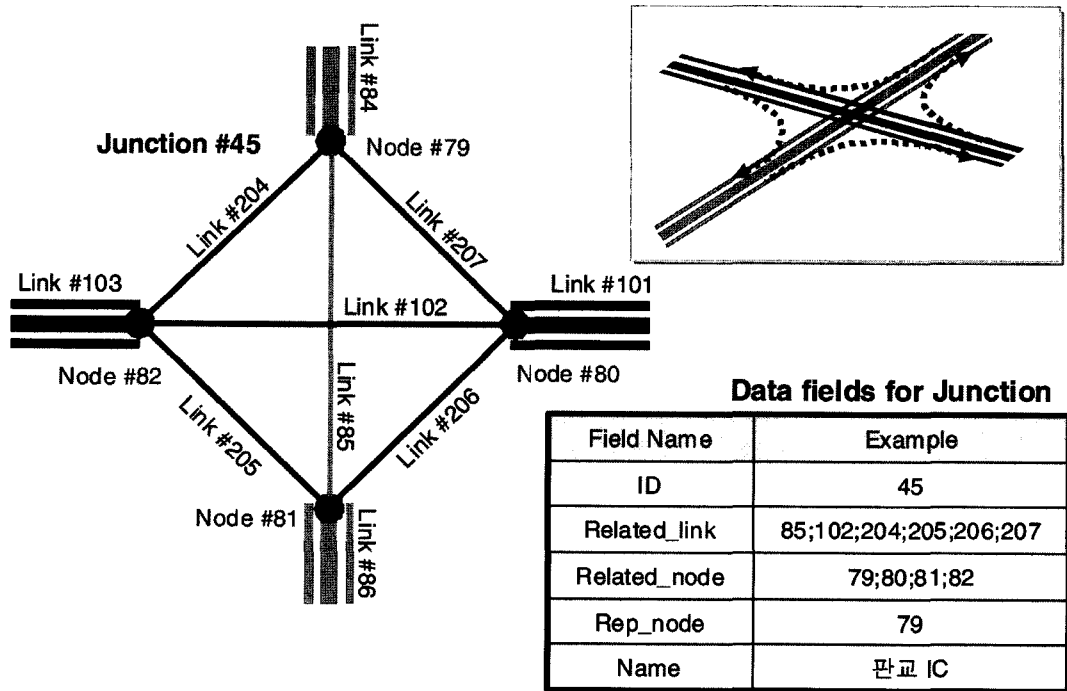 Link #84
Junction #45
Node #79
Link #204
Link #207
Link #103
Link #102
Link #101
Node #82
Node #80
Link #85
Link #205
Link #206
Node #81
Link #86
Data fields for Junction
Field Name Example
ID 45
Related_link 85;102;204;205;206;207
Related_node 79;80;81;82
Rep_node 79
Name 판교 IC